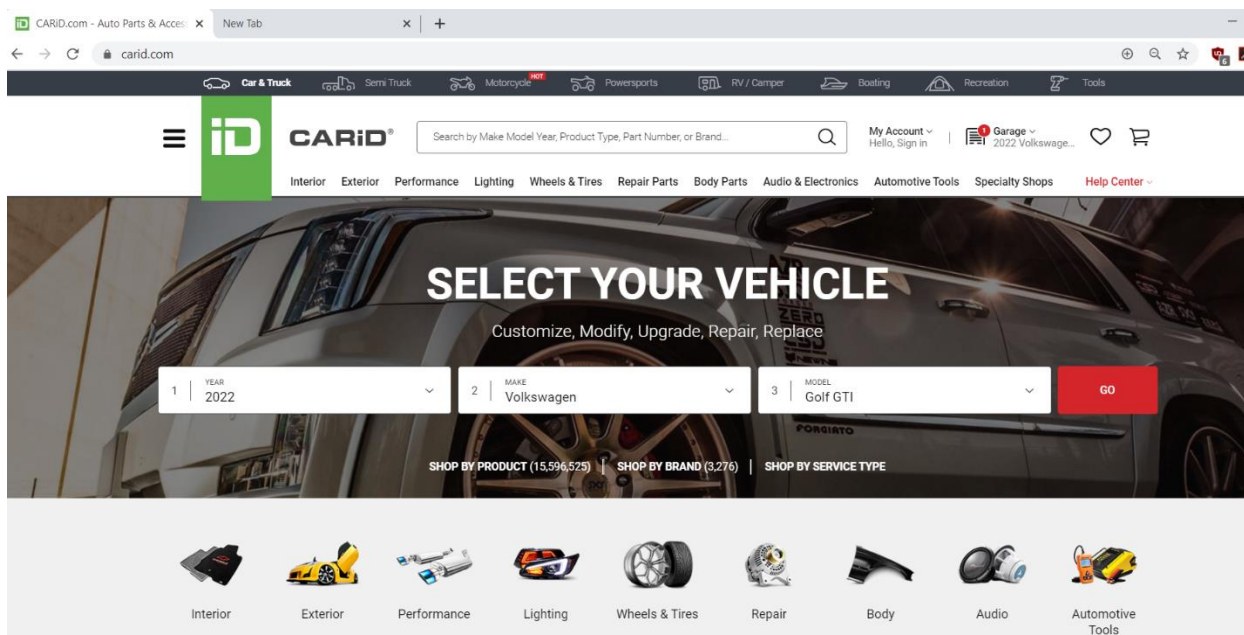 CARiD.com - Auto Parts & Acces
New Tab
carid.com
6
Car & Truck
Semi Truck
Motorcycle
HOT
Powersports
RV / Camper
Boating
Recreation
Tools
iD
CARiD®
Search by Make Model Year, Product Type, Part Number, or Brand...
My Account
Hello, Sign in
1
Garage
2022 Volkswage...
Interior
Exterior
Performance
Lighting
Wheels & Tires
Repair Parts
Body Parts
Audio & Electronics
Automotive Tools
Specialty Shops
Help Center
SELECT YOUR VEHICLE
Customize, Modify, Upgrade, Repair, Replace
1
YEAR
2022
2
MAKE
Volkswagen
3
MODEL
Golf GTI
GO
ZERO
FORGIATO
SHOP BY PRODUCT (15,596,525)
SHOP BY BRAND (3,276)
SHOP BY SERVICE TYPE
Interior
Exterior
Performance
Lighting
Wheels & Tires
Repair
Body
Audio
Automotive
Tools